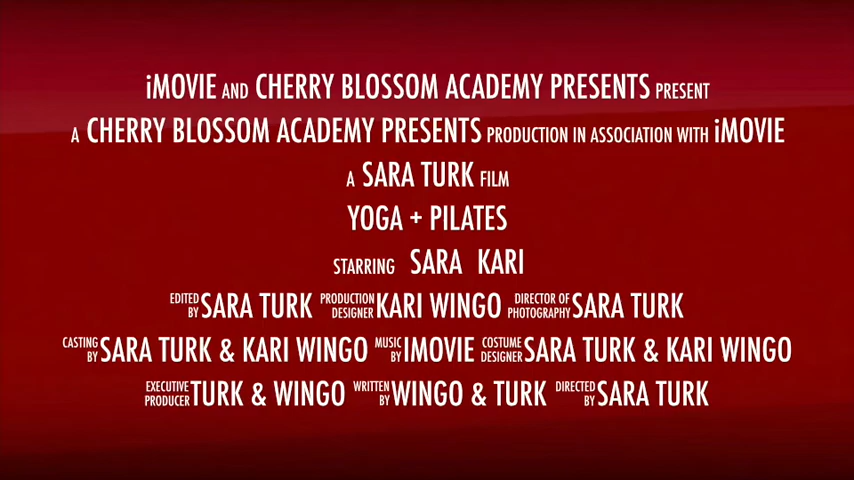 iMOVIE AND CHERRY BLOSSOM ACADEMY PRESENTS PRESENT
A CHERRY BLOSSOM ACADEMY PRESENTS PRODUCTION IN ASSOCIATION WITH iMOVIE
A SARA TURK FILM
YOGA + PILATES
STARRING SARA KARI
EDITED BY SARA TURK PRODUCTION DESIGNER KARI WINGO DIRECTOR OF PHOTOGRAPHY SARA TURK
CASTING BY SARA TURK & KARI WINGO MUSIC BY IMOVIE COSTUME DESIGNER SARA TURK & KARI WINGO
EXECUTIVE PRODUCER TURK & WINGO WRITTEN BY WINGO & TURK DIRECTED BY SARA TURK